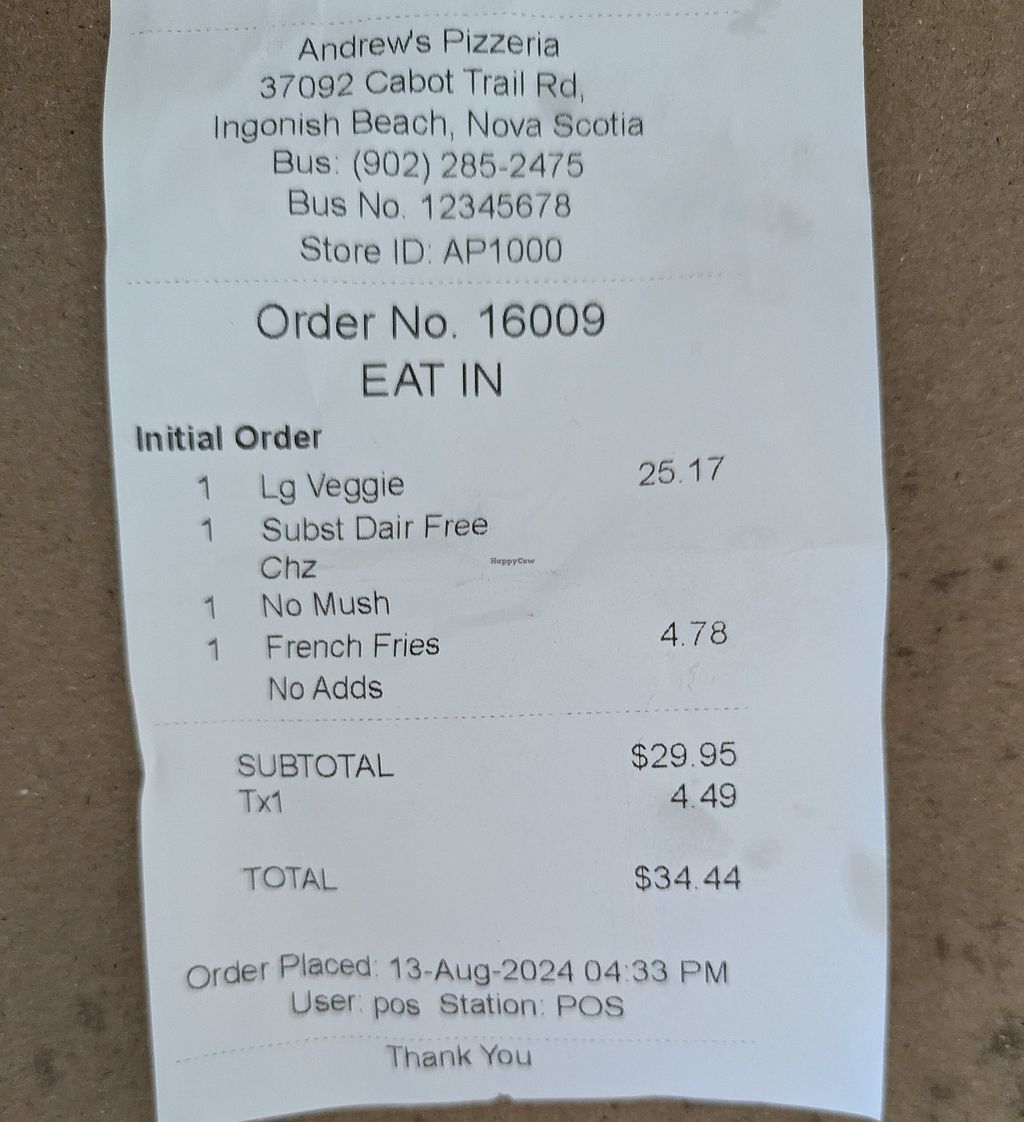 Andrew's Pizzeria
37092 Cabot Trail Rd,
Ingonish Beach, Nova Scotia
Bus: (902) 285-2475
Bus No. 12345678
Store ID: AP1000
Order No. 16009
EAT IN
Initial Order
1 Lg Veggie 25.17
1 Subst Dair Free
Chz
HappyCow
1 No Mush
1 French Fries 4.78
No Adds
SUBTOTAL $29.95
Tx1 4.49
TOTAL $34.44
Order Placed: 13-Aug-2024 04:33 PM
User: pos Station: POS
Thank You